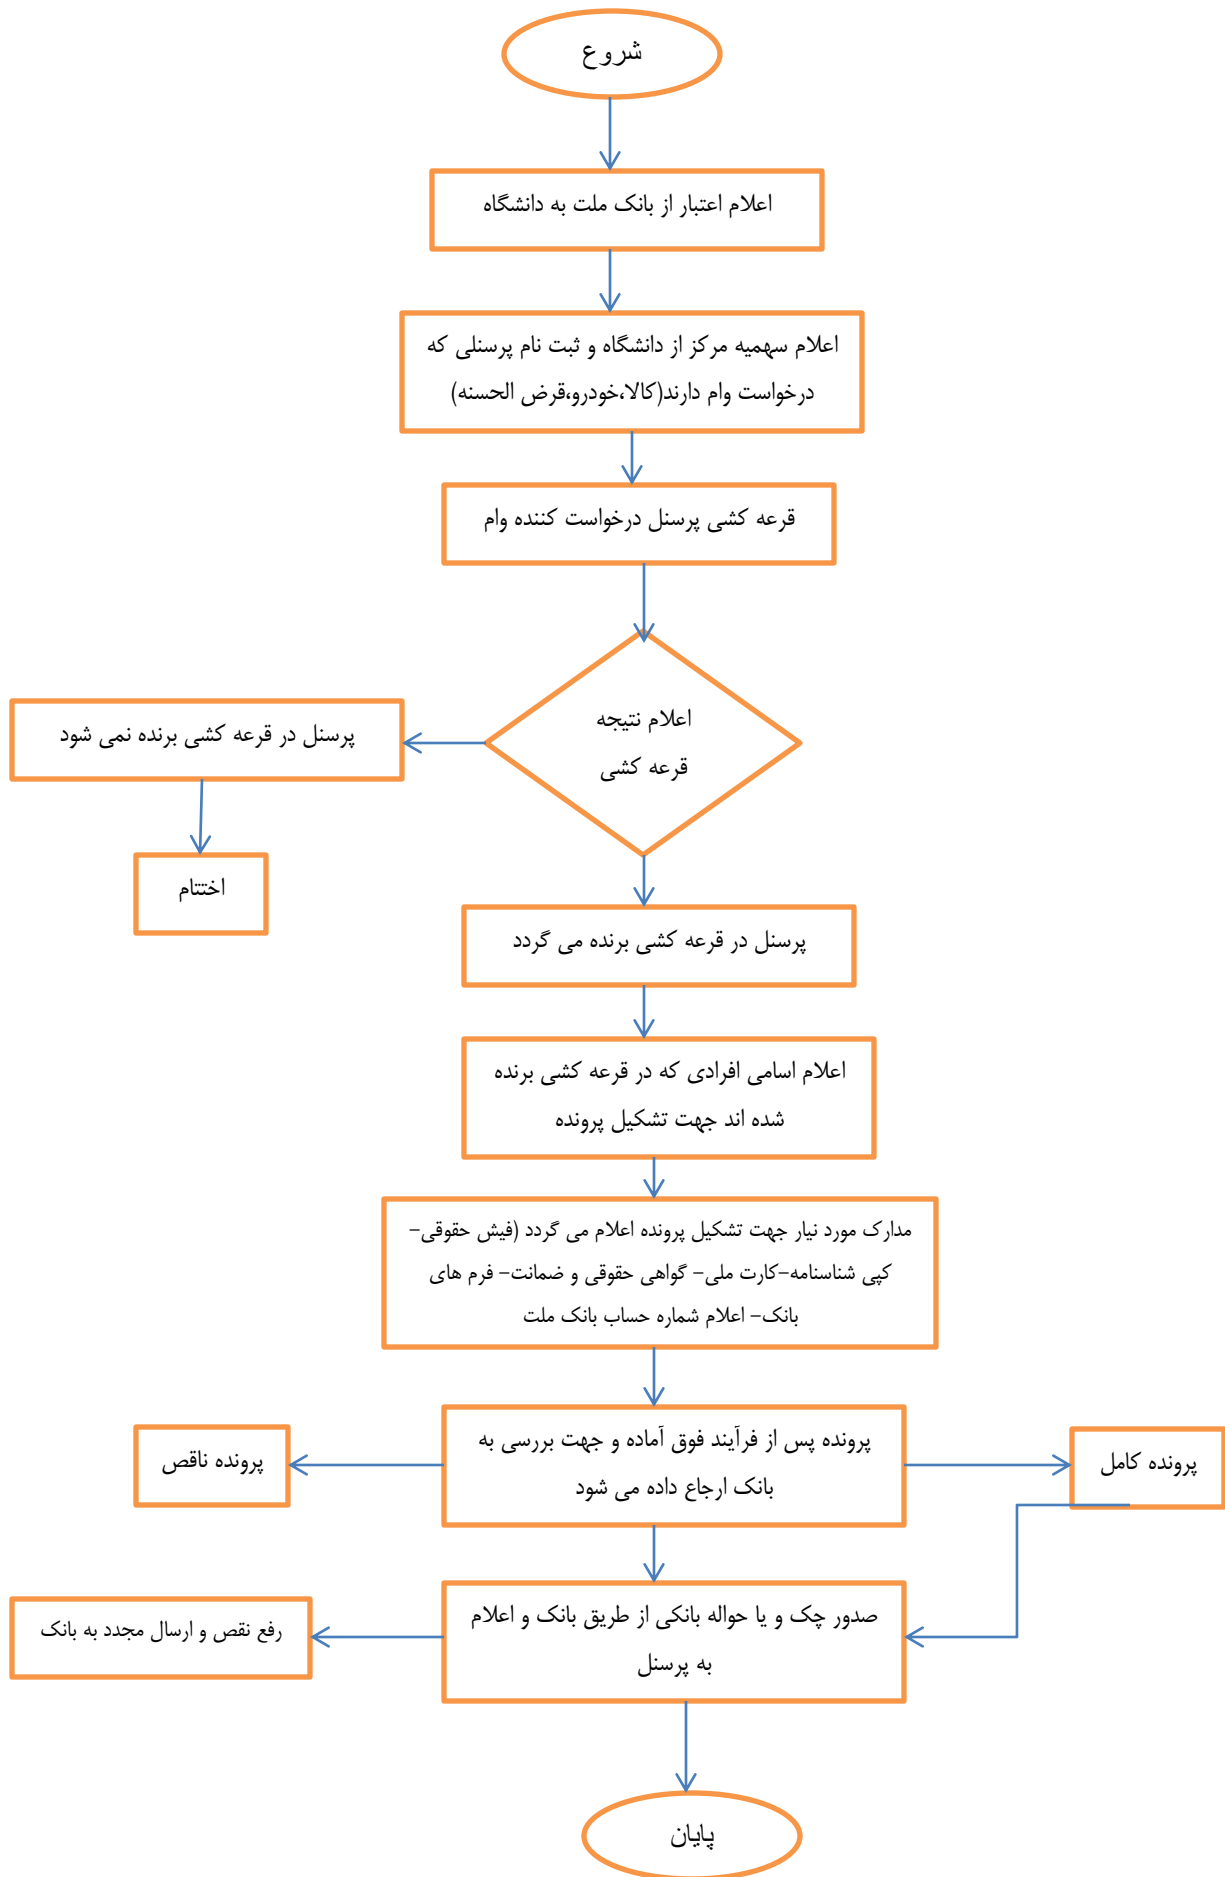 شروع
اعلام اعتبار از بانک ملت به دانشگاه
اعلام سهمیه مرکز از دانشگاه و ثبت نام پرسنلی که
درخواست وام دارند(کالا،خودرو،قرض الحسنه)
قرعه کشی پرسنل درخواست کننده وام
اعلام نتیجه
قرعه کشی
پرسنل در قرعه کشی برنده نمی شود
اختتام
پرسنل در قرعه کشی برنده می گردد
اعلام اسامی افرادی که در قرعه کشی برنده
شده اند جهت تشکیل پرونده
مدارک مورد نیار جهت تشکیل پرونده اعلام می گردد (فیش حقوقی-
کپی شناسنامه-کارت ملی- گواهی حقوقی و ضمانت- فرم های
بانک- اعلام شماره حساب بانک ملت
پرونده کامل
پرونده پس از فرآیند فوق آماده و جهت بررسی به
بانک ارجاع داده می شود
پرونده ناقص
صدور چک و یا حواله بانکی از طریق بانک و اعلام
به پرسنل
رفع نقص و ارسال مجدد به بانک
پایان